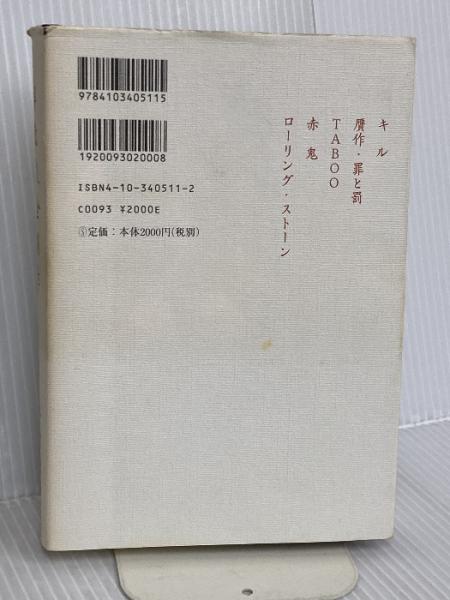 キル
贋作・罪と罰
TABOO
赤鬼
ローリング・ストーン
9784103405115
1920093020008
ISBN4-10-340511-2
C0093 ¥2000E
Ⓢ定価：本体2000円(税別)